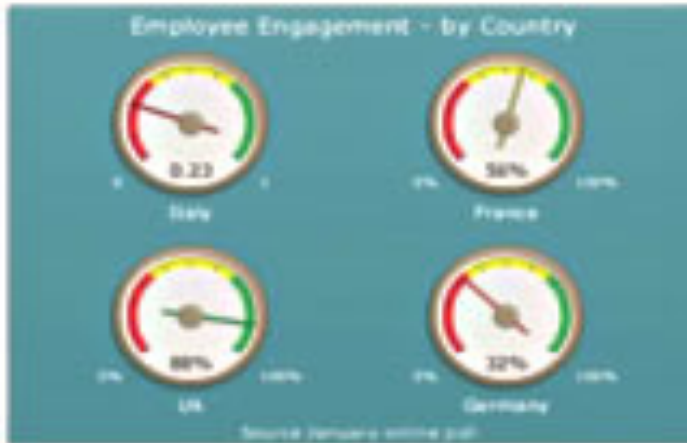 Employee Engagement - by Country
0.23
0 1
Italy
56%
0% 100%
France
88%
0% 100%
UK
32%
0% 100%
Germany
Source January online poll